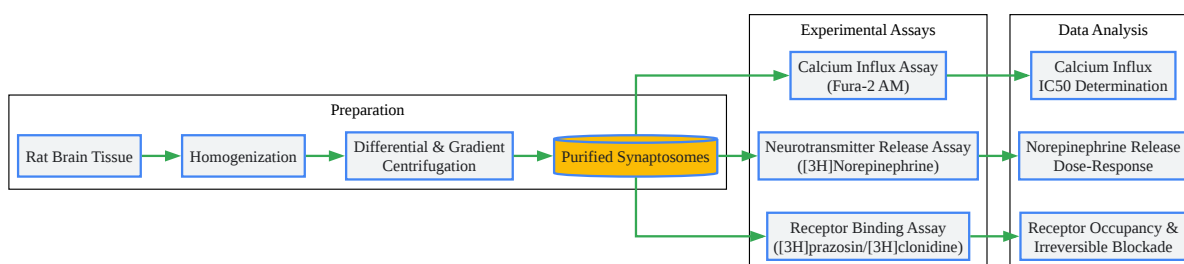 Preparation
Rat Brain Tissue
Homogenization
Differential & Gradient
Centrifugation
Purified Synaptosomes
Experimental Assays
Calcium Influx Assay
(Fura-2 AM)
Neurotransmitter Release Assay
([3H]Norepinephrine)
Receptor Binding Assay
([3H]prazosin/[3H]clonidine)
Data Analysis
Calcium Influx
IC50 Determination
Norepinephrine Release
Dose-Response
Receptor Occupancy &
Irreversible Blockade